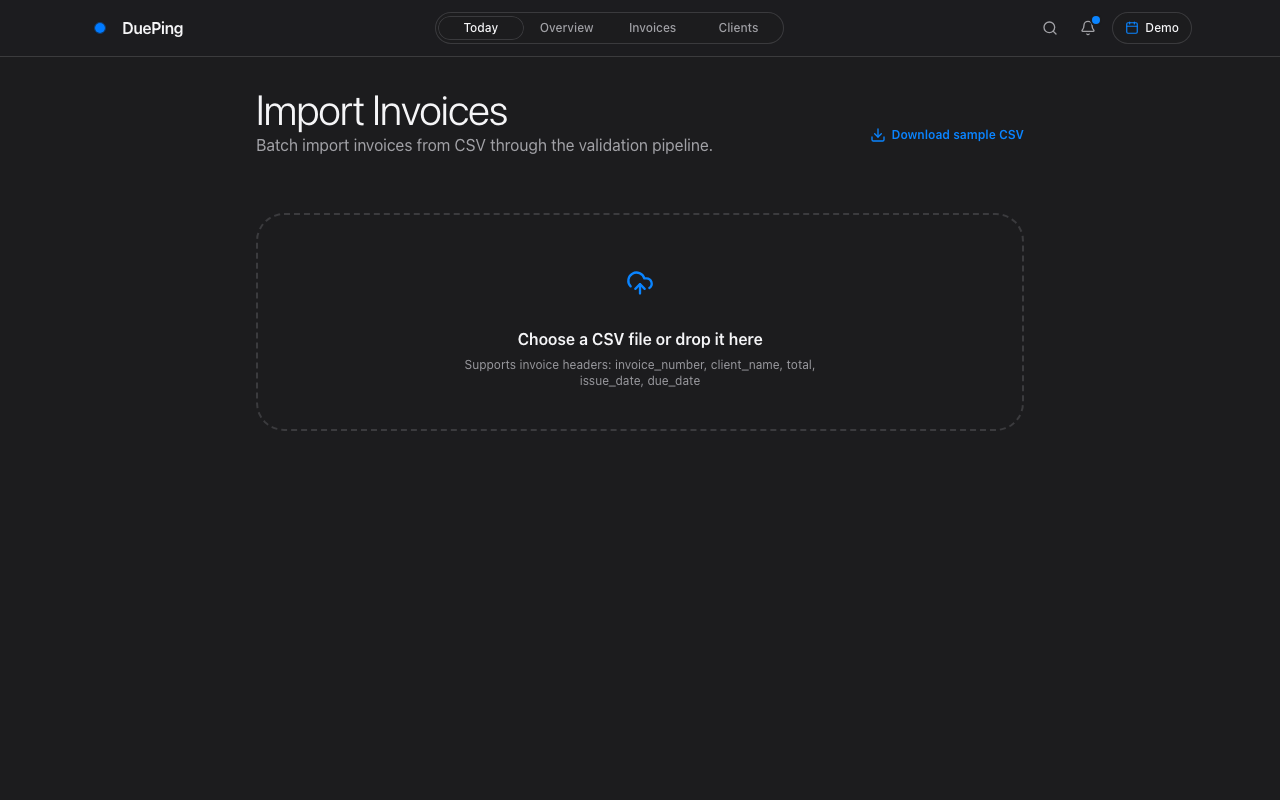 DuePing
Today
Overview
Invoices
Clients
Demo
Import Invoices
Batch import invoices from CSV through the validation pipeline.
Download sample CSV
Choose a CSV file or drop it here
Supports invoice headers: invoice_number, client_name, total,
issue_date, due_date